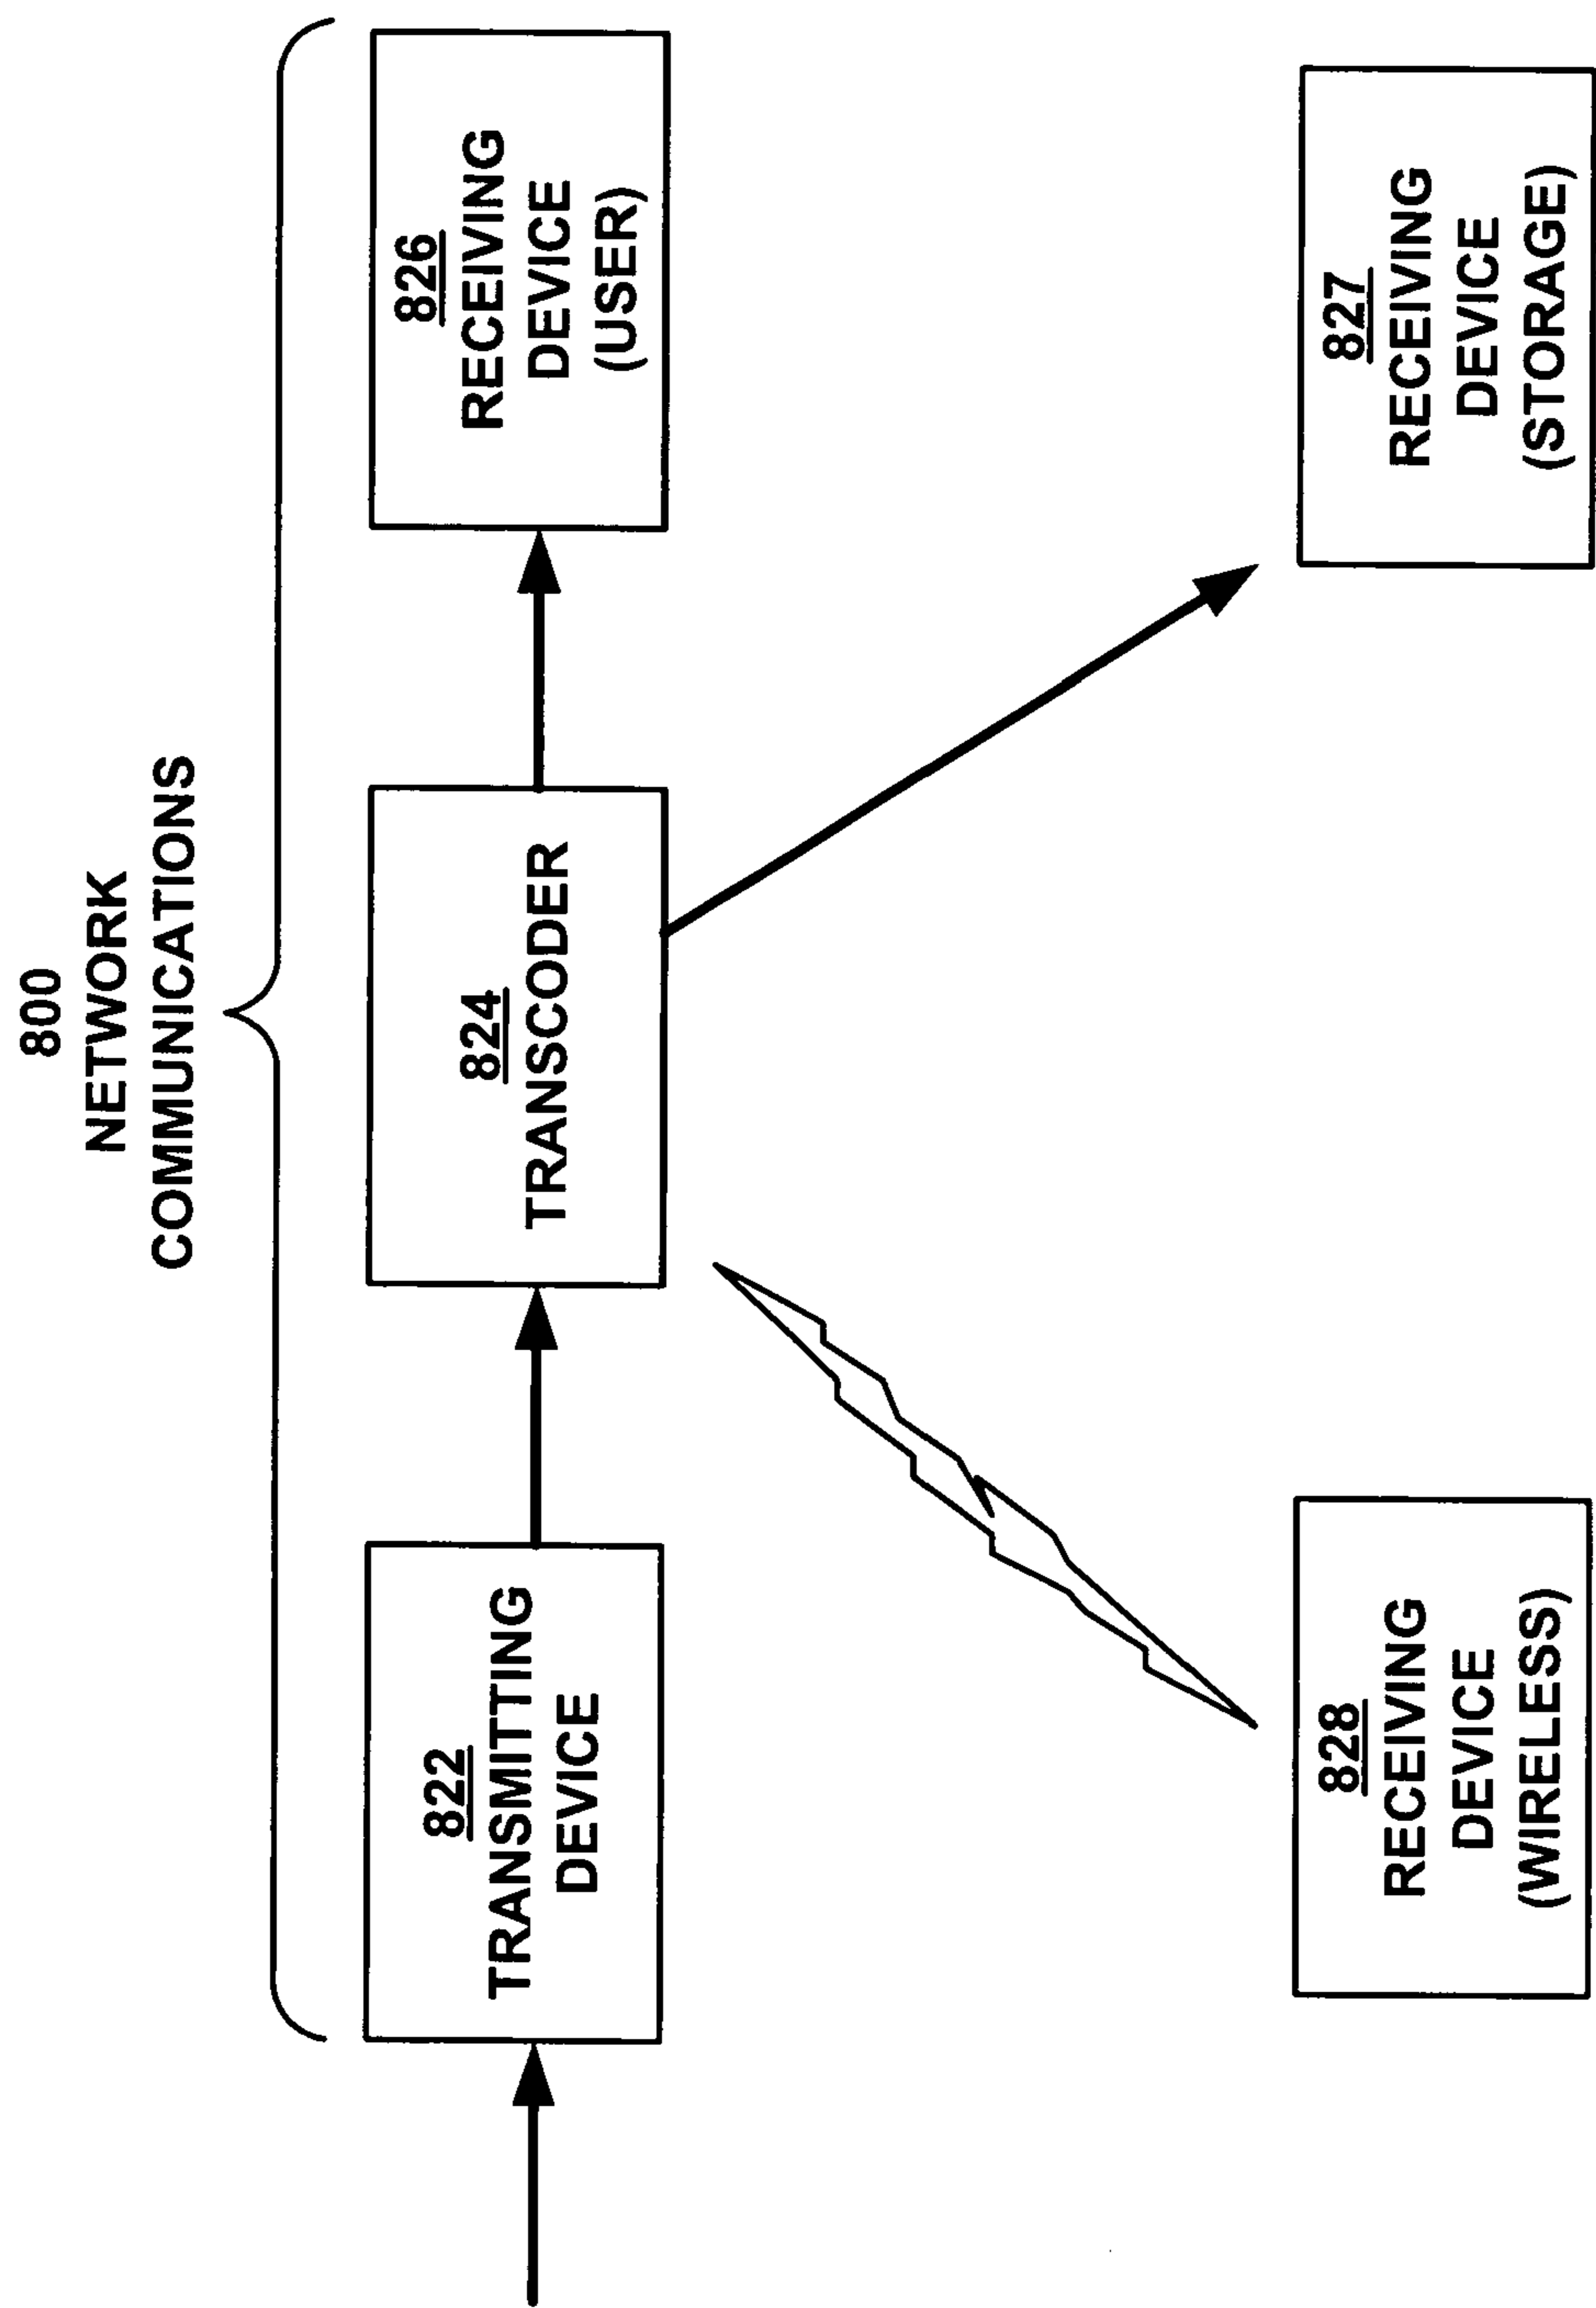 800
NETWORK
COMMUNICATIONS
822
TRANSMITTING
DEVICE
824
TRANSCODER
826
RECEIVING
DEVICE
(USER)
828
RECEIVING
DEVICE
(WIRELESS)
827
RECEIVING
DEVICE
(STORAGE)